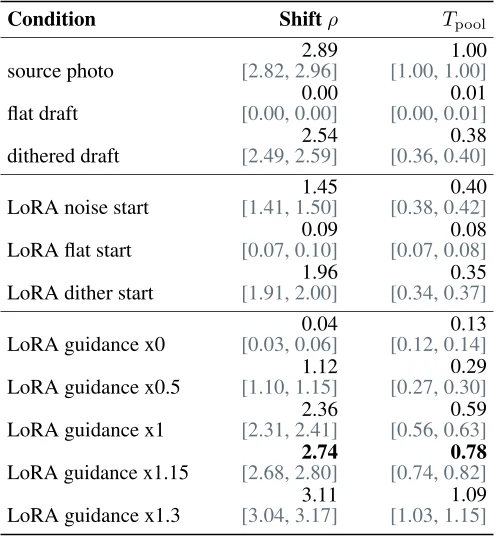 Condition Shift ρ T_pool
2.89 1.00
source photo [2.82, 2.96] [1.00, 1.00]
0.00 0.01
flat draft [0.00, 0.00] [0.00, 0.01]
2.54 0.38
dithered draft [2.49, 2.59] [0.36, 0.40]
1.45 0.40
LoRA noise start [1.41, 1.50] [0.38, 0.42]
0.09 0.08
LoRA flat start [0.07, 0.10] [0.07, 0.08]
1.96 0.35
LoRA dither start [1.91, 2.00] [0.34, 0.37]
0.04 0.13
LoRA guidance x0 [0.03, 0.06] [0.12, 0.14]
1.12 0.29
LoRA guidance x0.5 [1.10, 1.15] [0.27, 0.30]
2.36 0.59
LoRA guidance x1 [2.31, 2.41] [0.56, 0.63]
2.74 0.78
LoRA guidance x1.15 [2.68, 2.80] [0.74, 0.82]
3.11 1.09
LoRA guidance x1.3 [3.04, 3.17] [1.03, 1.15]